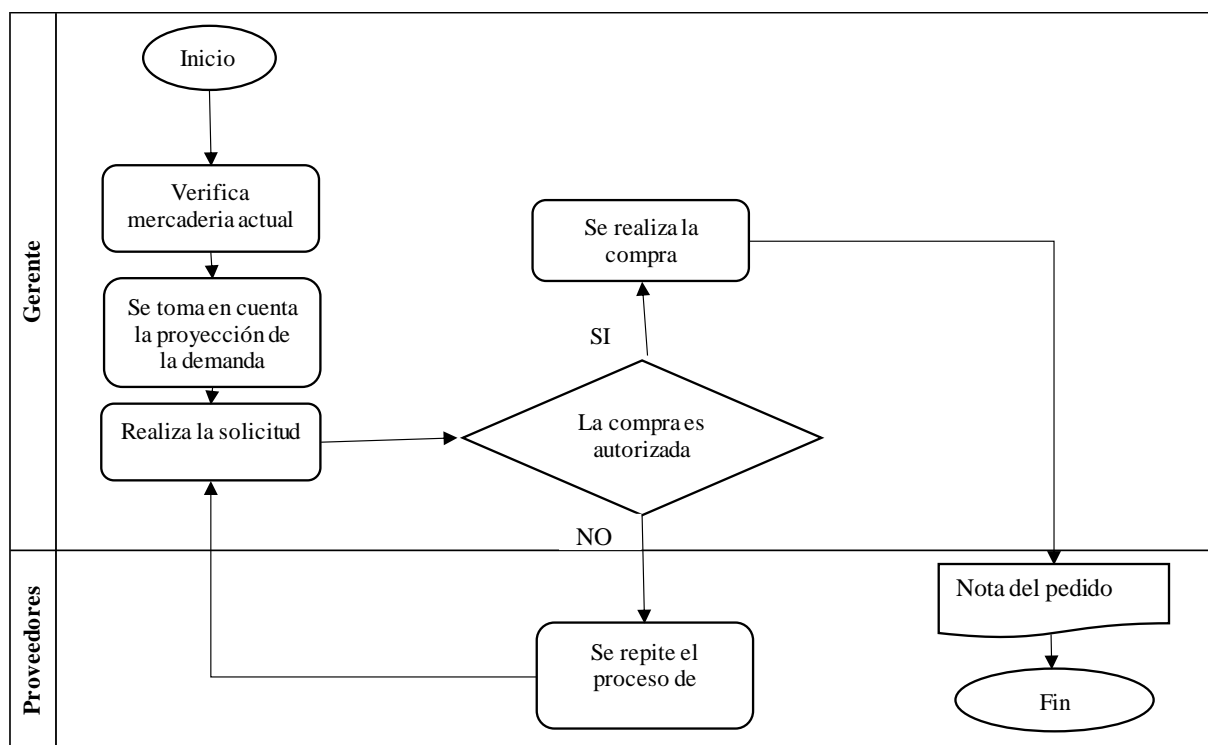 Gerente
Inicio
Verifica
mercaderia actual
Se toma en cuenta
la proyección de
la demanda
Realiza la solicitud
Se realiza la
compra
SI
La compra es
autorizada
NO
Proveedores
Se repite el
proceso de
Nota del pedido
Fin